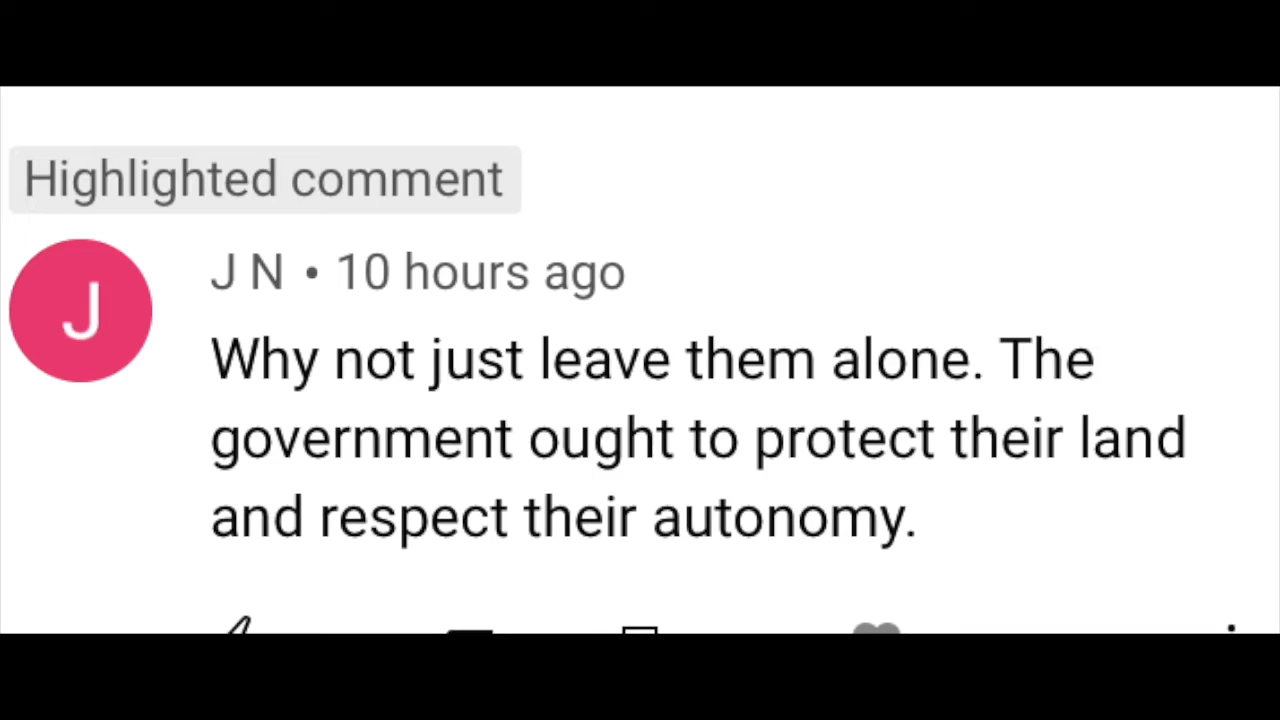 Highlighted comment
J
J N • 10 hours ago
Why not just leave them alone. The
government ought to protect their land
and respect their autonomy.